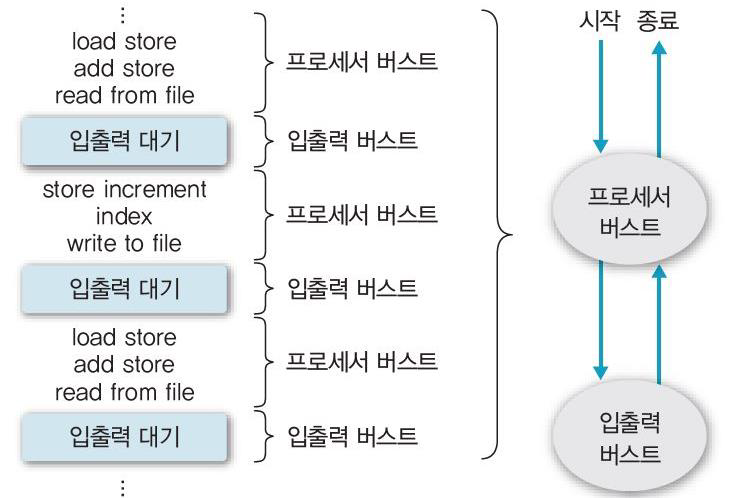 ⋮
load store
add store
read from file
프로세서 버스트
입출력 대기
입출력 버스트
store increment
index
write to file
프로세서 버스트
입출력 대기
입출력 버스트
load store
add store
read from file
프로세서 버스트
입출력 대기
입출력 버스트
⋮
시작 종료
프로세서
버스트
입출력
버스트